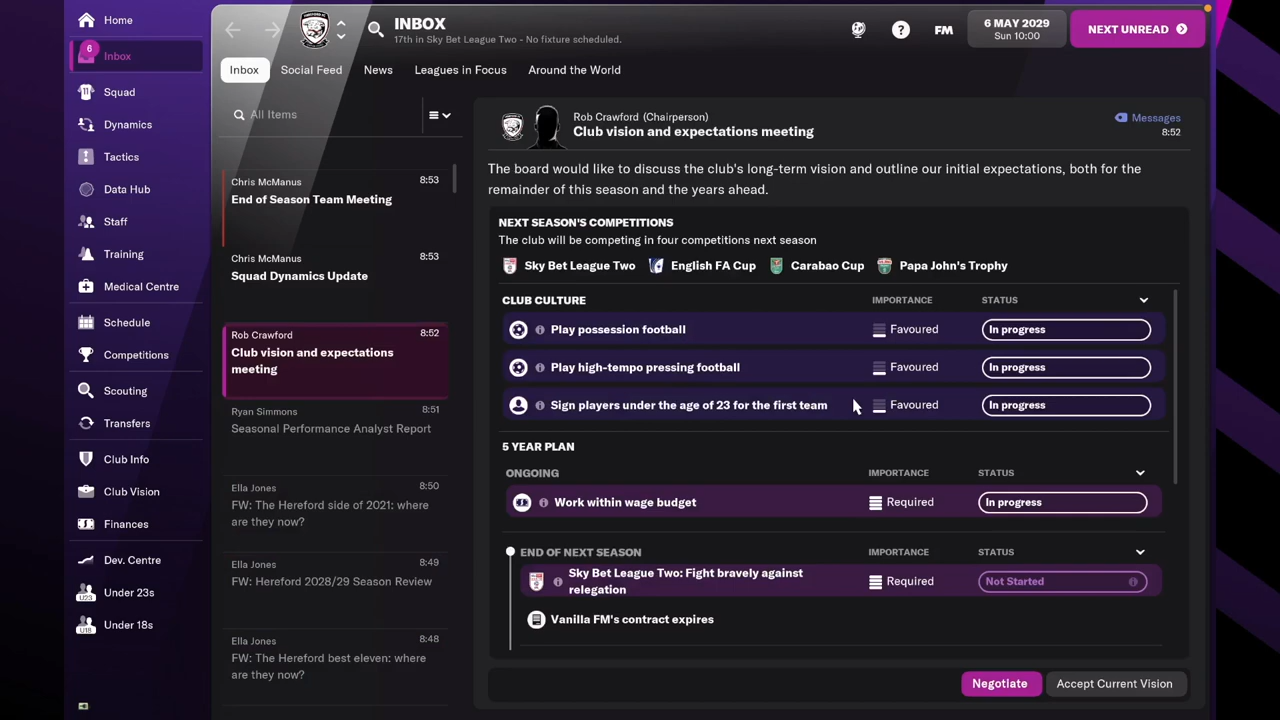 Home
6
Inbox
Squad
Dynamics
Tactics
Data Hub
Staff
Training
Medical Centre
Schedule
Competitions
Scouting
Transfers
Club Info
Club Vision
Finances
Dev. Centre
U23
Under 23s
U18
Under 18s
INBOX
17th in Sky Bet League Two - No fixture scheduled.
?
FM
6 MAY 2029
Sun 10:00
NEXT UNREAD
Inbox
Social Feed
News
Leagues in Focus
Around the World
All Items
Chris McManus
8:53
End of Season Team Meeting
Chris McManus
8:53
Squad Dynamics Update
Rob Crawford
8:52
Club vision and expectations
meeting
Ryan Simmons
8:51
Seasonal Performance Analyst Report
Ella Jones
8:50
FW: The Hereford side of 2021: where
are they now?
Ella Jones
8:49
FW: Hereford 2028/29 Season Review
Ella Jones
8:48
FW: The Hereford best eleven: where
are they now?
Rob Crawford (Chairperson)
Club vision and expectations meeting
Messages
8:52
The board would like to discuss the club's long-term vision and outline our initial expectations, both for the
remainder of this season and the years ahead.
NEXT SEASON'S COMPETITIONS
The club will be competing in four competitions next season
Sky Bet League Two
English FA Cup
Carabao Cup
Papa John's Trophy
CLUB CULTURE
IMPORTANCE
STATUS
Play possession football
Favoured
In progress
Play high-tempo pressing football
Favoured
In progress
Sign players under the age of 23 for the first team
Favoured
In progress
5 YEAR PLAN
ONGOING
IMPORTANCE
STATUS
Work within wage budget
Required
In progress
END OF NEXT SEASON
IMPORTANCE
STATUS
Sky Bet League Two: Fight bravely against
relegation
Required
Not Started
Vanilla FM's contract expires
Negotiate
Accept Current Vision